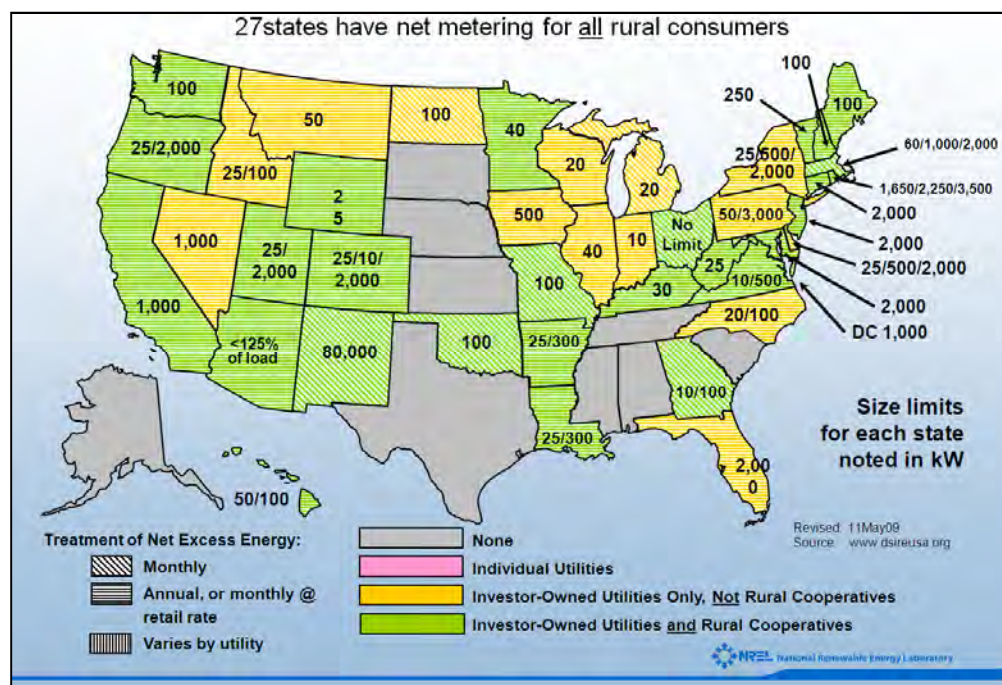 27states have net metering for all rural consumers
100
100
250
100
50
100
40
60/1,000/2,000
25/2,000
25/100
20
25,500/
2,000
20
1,650/2,250/3,500
2
5
500
50/3,000
2,000
No
Limit
1,000
25/
2,000
25/10/
2,000
40
10
2,000
25
25/500/2,000
100
10/500
1,000
30
2,000
20/100
DC 1,000
<125%
of load
80,000
100
25/300
10/100
Size limits
for each state
noted in kW
25/300
2,00
0
50/100
Revised: 11May09
Source: www.dsireusa.org
Treatment of Net Excess Energy:
Monthly
Annual, or monthly @
retail rate
Varies by utility
None
Individual Utilities
Investor-Owned Utilities Only, Not Rural Cooperatives
Investor-Owned Utilities and Rural Cooperatives
NREL National Renewable Energy Laboratory